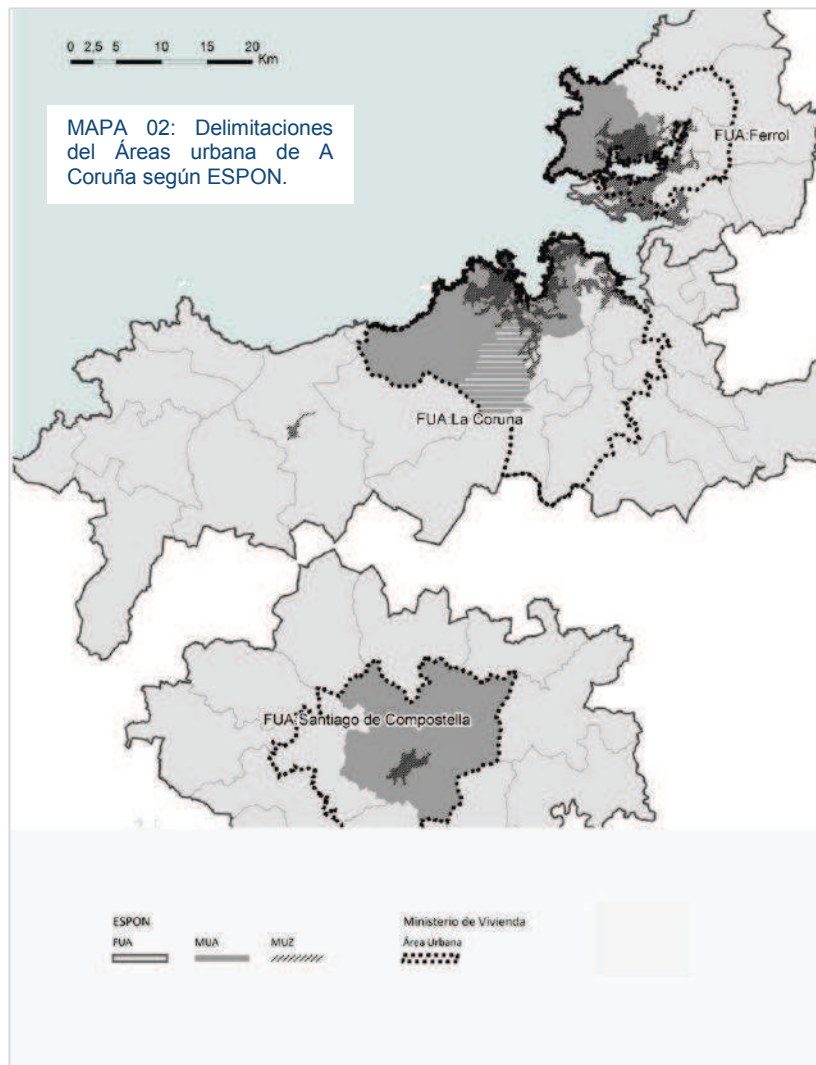 0 2,5 5 10 15 20
Km
MAPA 02: Delimitaciones
del Áreas urbana de A
Coruña según ESPON.
FUA:Ferrol
FUA:La Coruna
FUA:Santiago de Compostella
ESPON
FUA MUA MUZ
Ministerio de Vivienda
Área Urbana